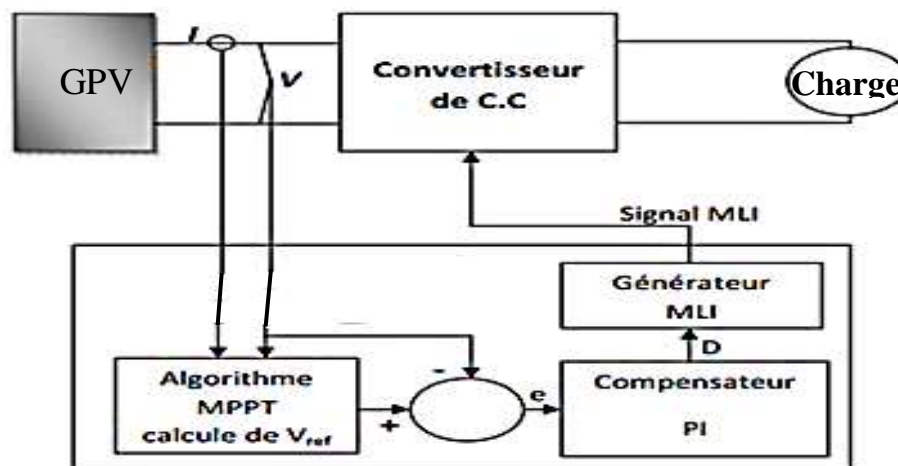 I
GPV
V
Convertisseur
de C.C
Charge
Signal MLI
Générateur
MLI
D
Algorithme
MPPT
calcule de Vref
-
+
e
Compensateur
PI